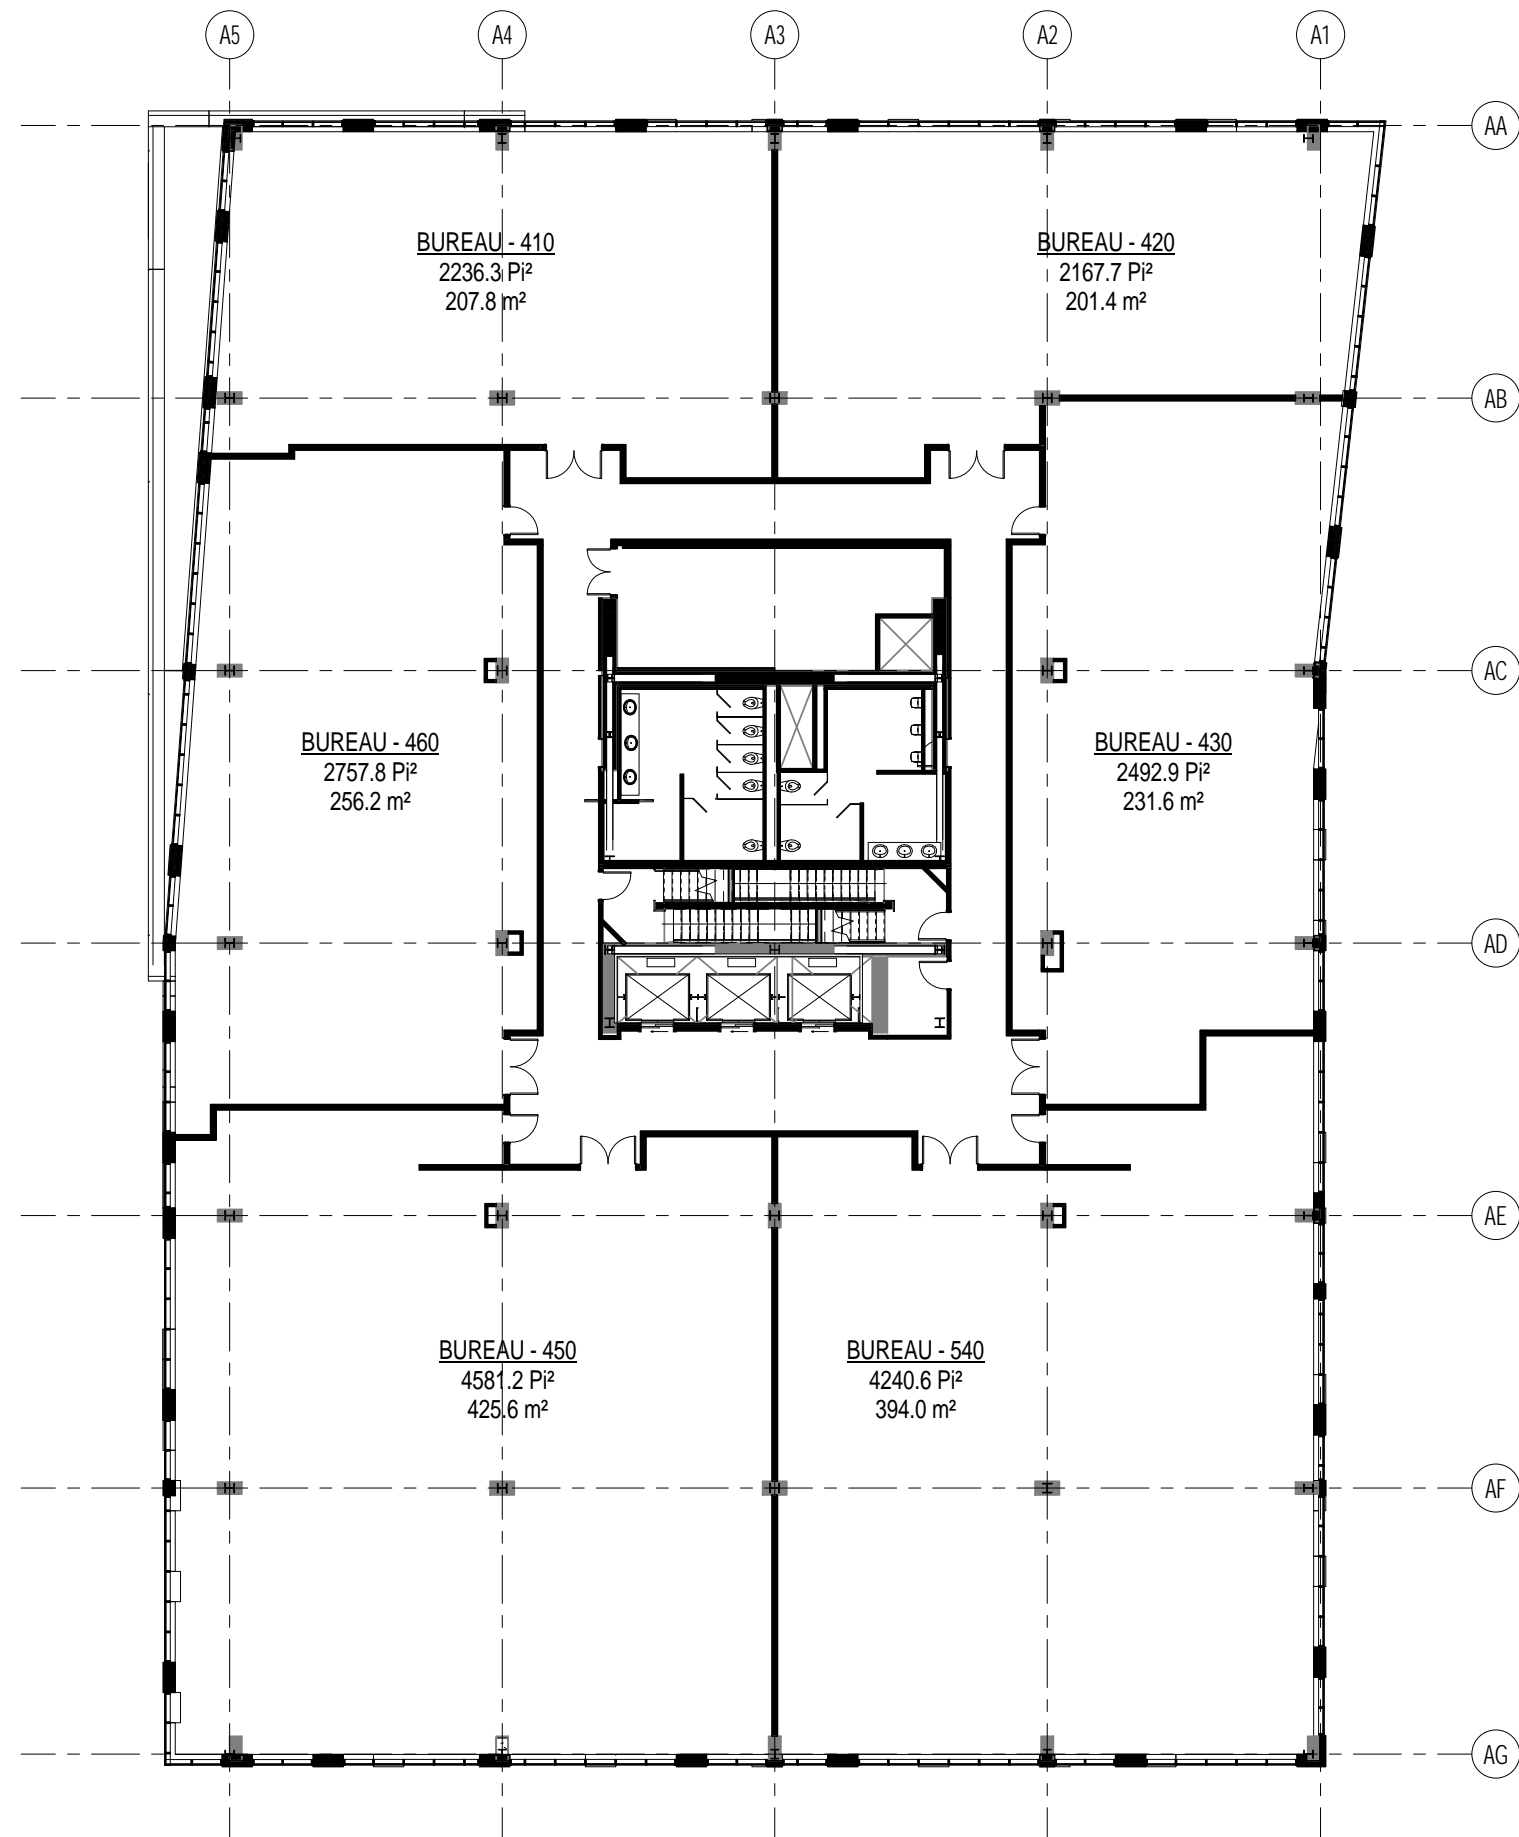 A5
A4
A3
A2
A1
AA
BUREAU - 410
2236.3 Pi²
207.8 m²
BUREAU - 420
2167.7 Pi²
201.4 m²
AB
AC
BUREAU - 460
2757.8 Pi²
256.2 m²
BUREAU - 430
2492.9 Pi²
231.6 m²
AD
AE
BUREAU - 450
4581.2 Pi²
425.6 m²
BUREAU - 540
4240.6 Pi²
394.0 m²
AF
AG